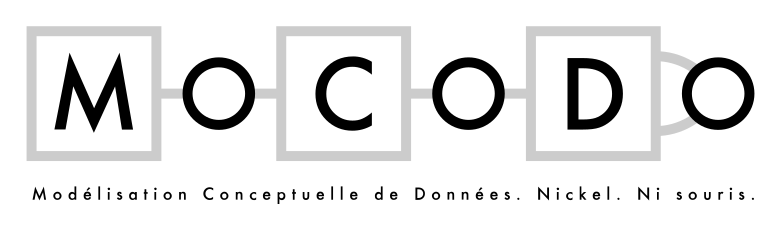 MOCODO
Modélisation Conceptuelle de Données. Nickel. Ni souris.